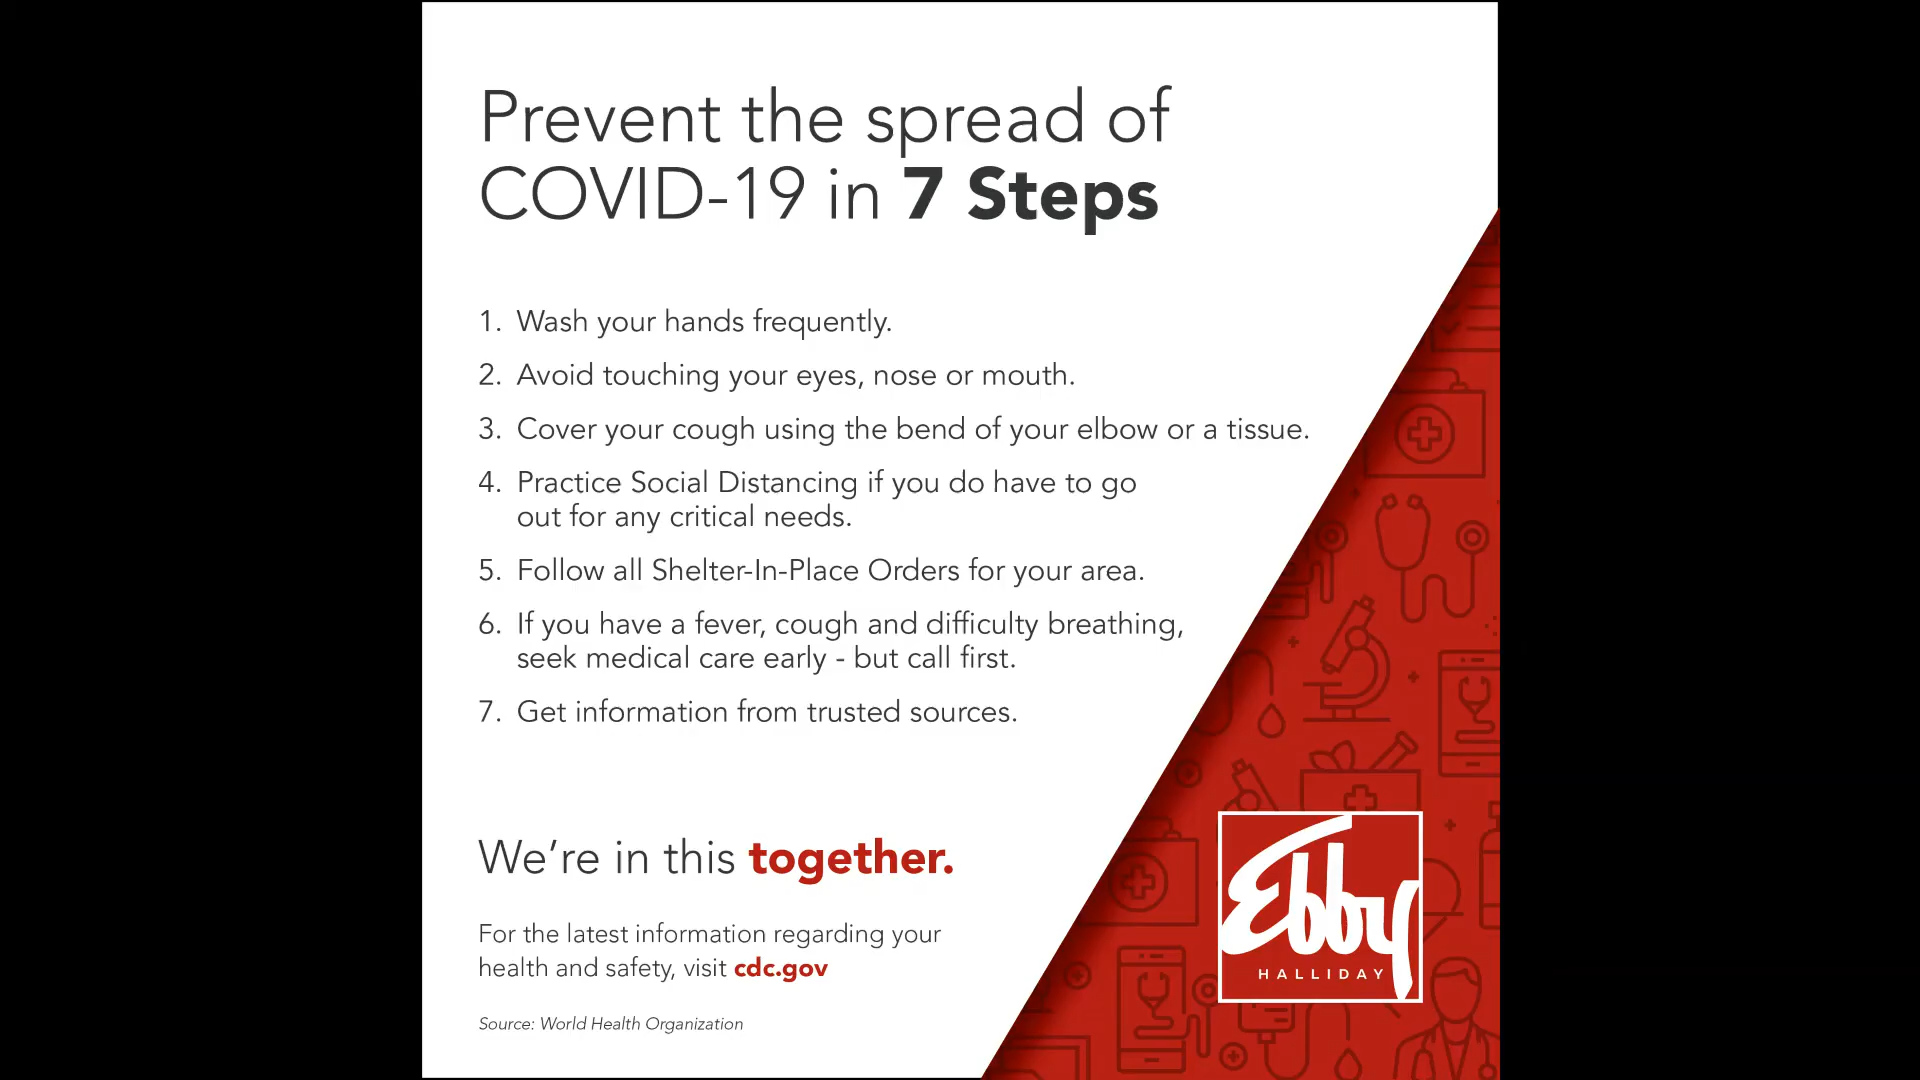 Prevent the spread of
COVID-19 in 7 Steps
1. Wash your hands frequently.
2. Avoid touching your eyes, nose or mouth.
3. Cover your cough using the bend of your elbow or a tissue.
4. Practice Social Distancing if you do have to go
out for any critical needs.
5. Follow all Shelter-In-Place Orders for your area.
6. If you have a fever, cough and difficulty breathing,
seek medical care early - but call first.
7. Get information from trusted sources.
We're in this together.
For the latest information regarding your
health and safety, visit cdc.gov
Source: World Health Organization
Ebby
HALLIDAY